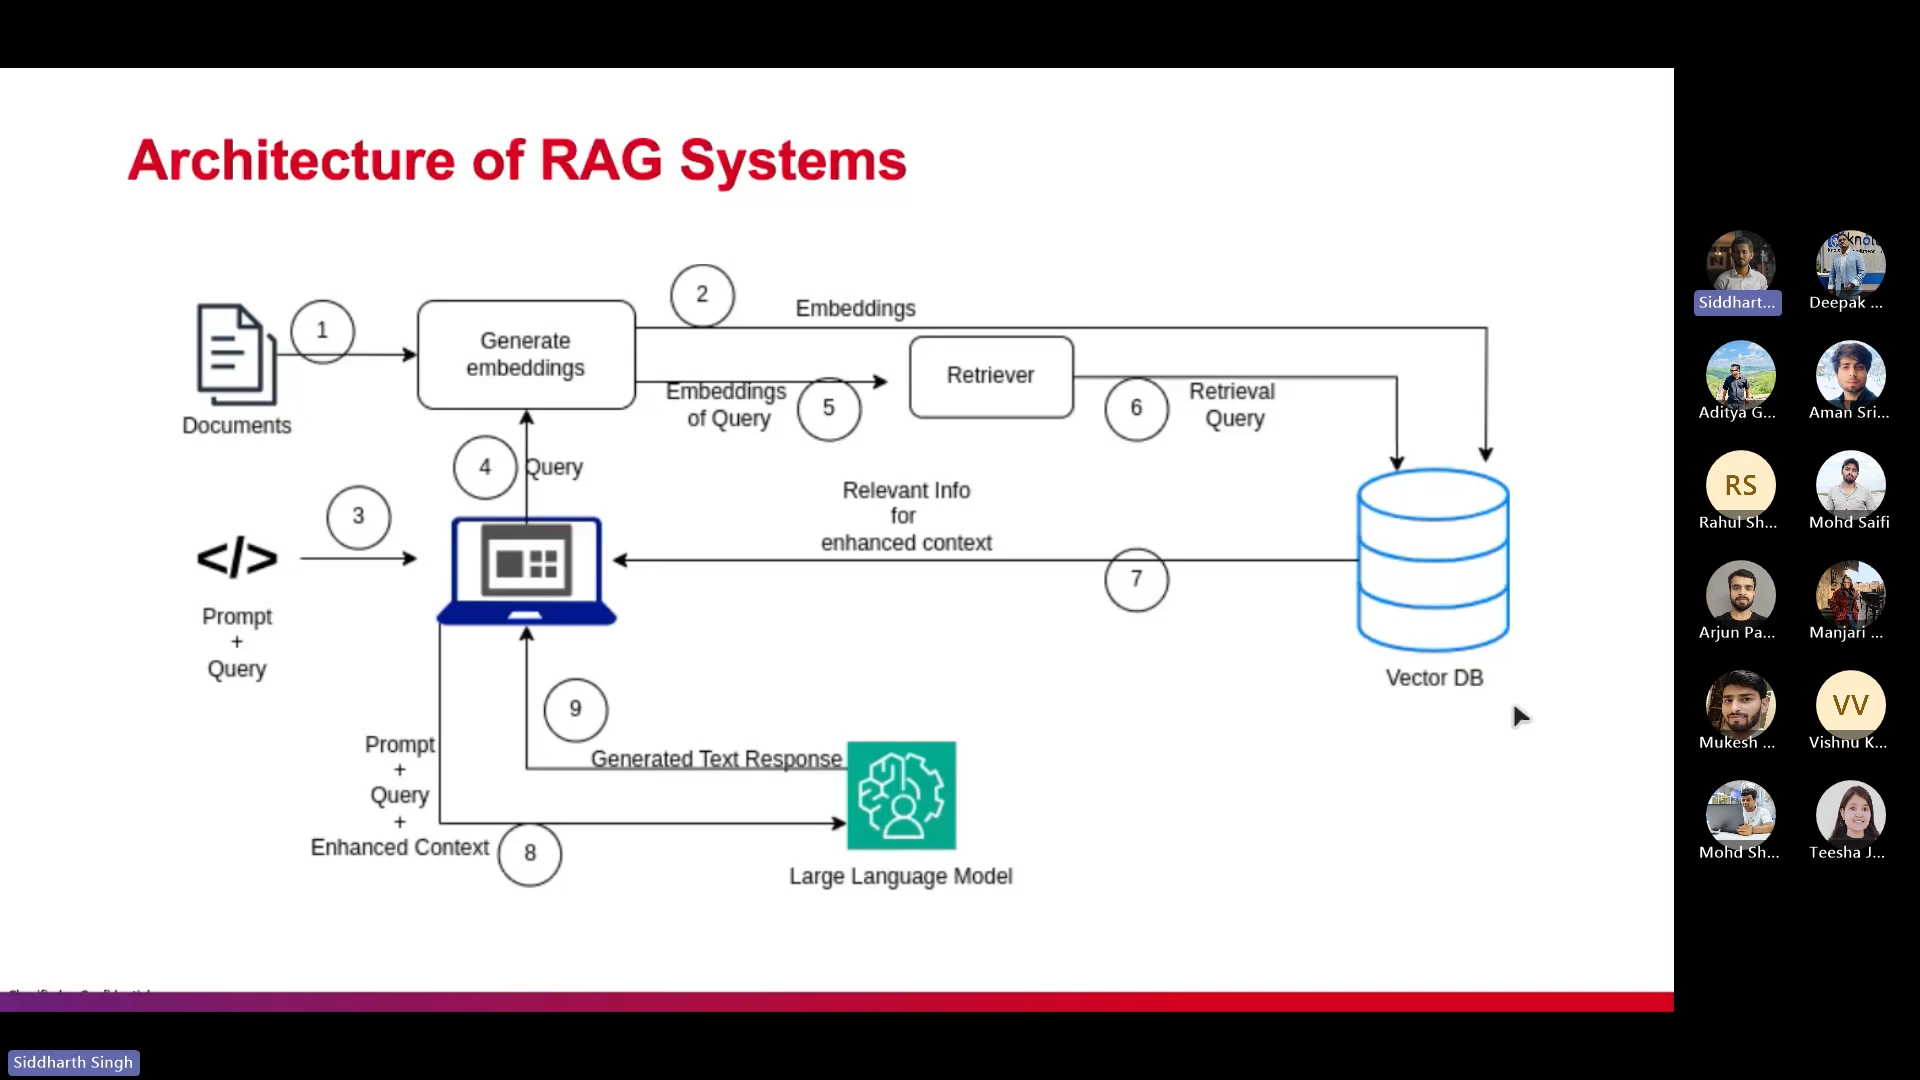 Architecture of RAG Systems
1
2
Embeddings
Generate
embeddings
Retriever
Embeddings
of Query
5
6
Retrieval
Query
Documents
4
Query
3
Relevant Info
for
enhanced context
7
Prompt
+
Query
Vector DB
9
Generated Text Response
Prompt
+
Query
+
Enhanced Context
8
Large Language Model
Siddhart...
Deepak ...
Aditya G...
Aman Sri...
RS
Rahul Sh...
Mohd Saifi
Arjun Pa...
Manjari ...
Mukesh ...
VV
Vishnu K...
Mohd Sh...
Teesha J...
Siddharth Singh